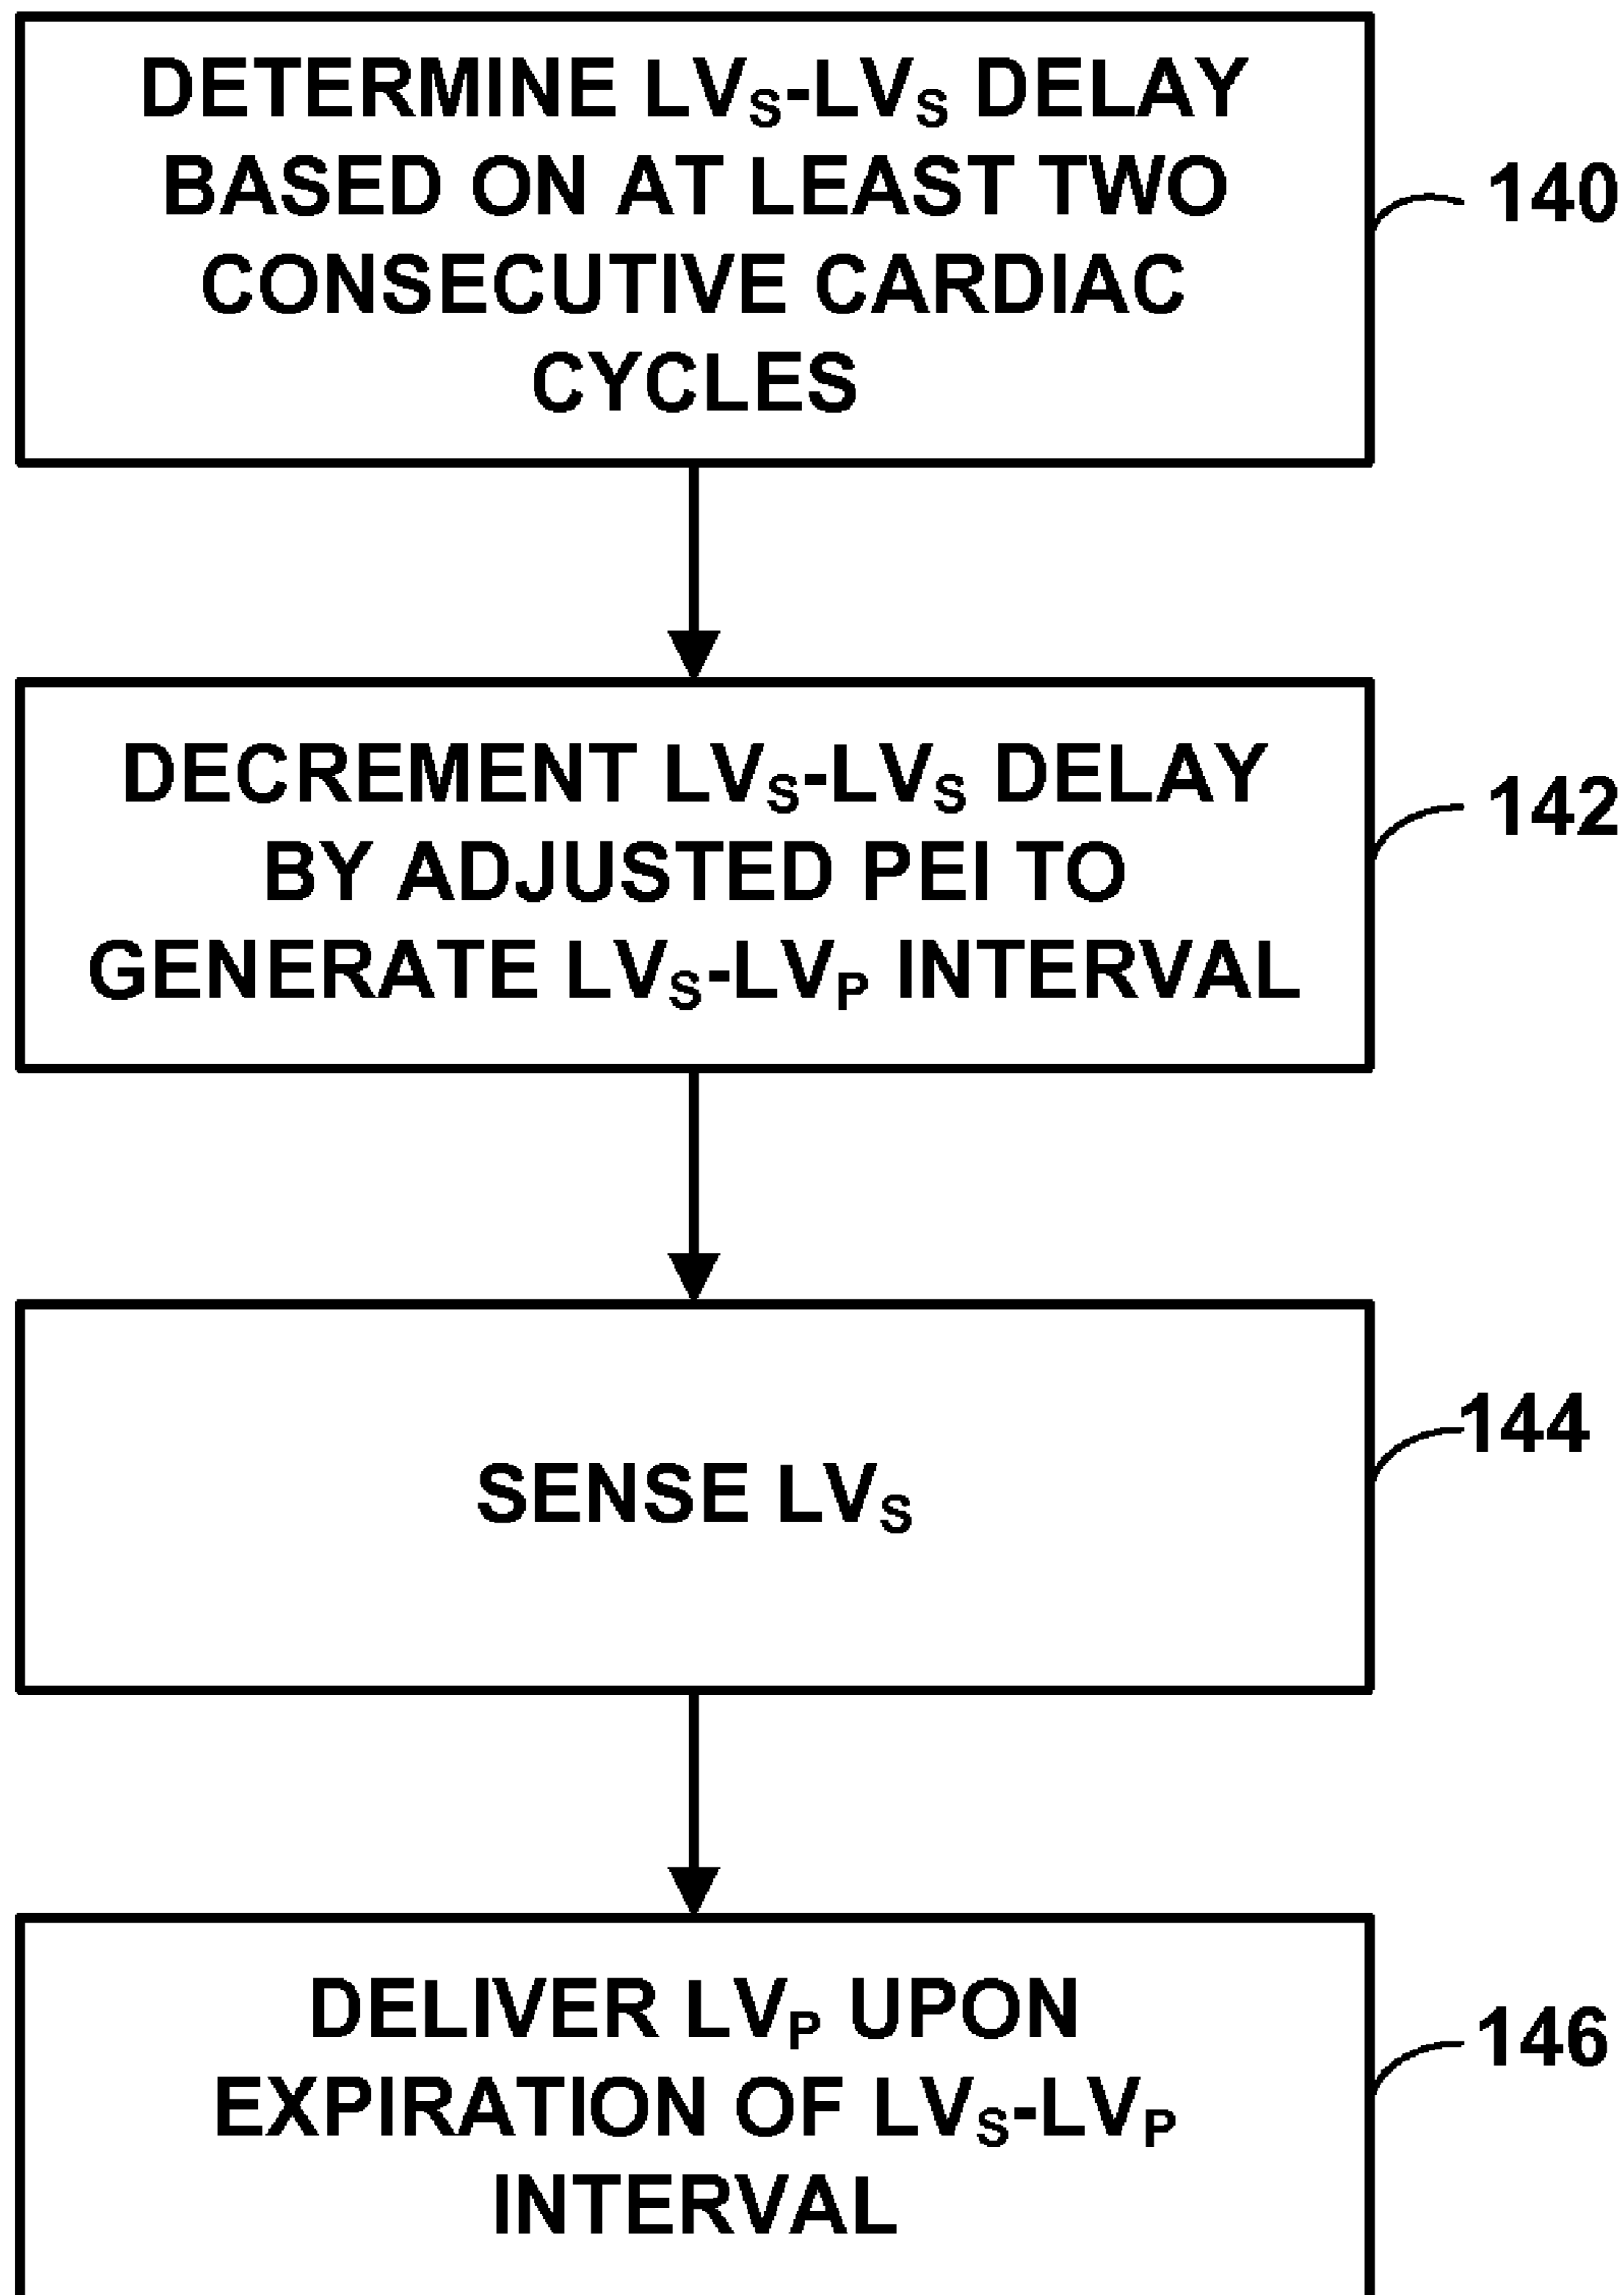 DETERMINE LVS-LVS DELAY
BASED ON AT LEAST TWO
CONSECUTIVE CARDIAC
CYCLES
140
DECREMENT LVS-LVS DELAY
BY ADJUSTED PEI TO
GENERATE LVS-LVP INTERVAL
142
SENSE LVS
144
DELIVER LVP UPON
EXPIRATION OF LVS-LVP
INTERVAL
146